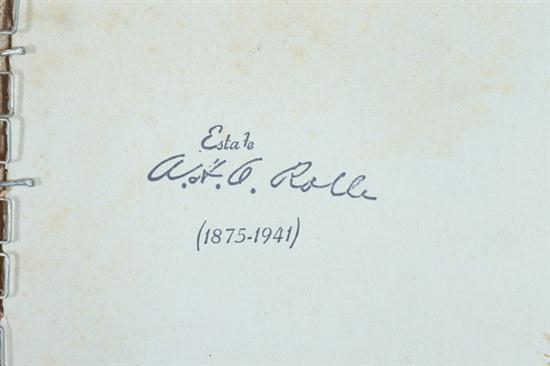 Estate
A.H.O. Rolle
(1875-1941)